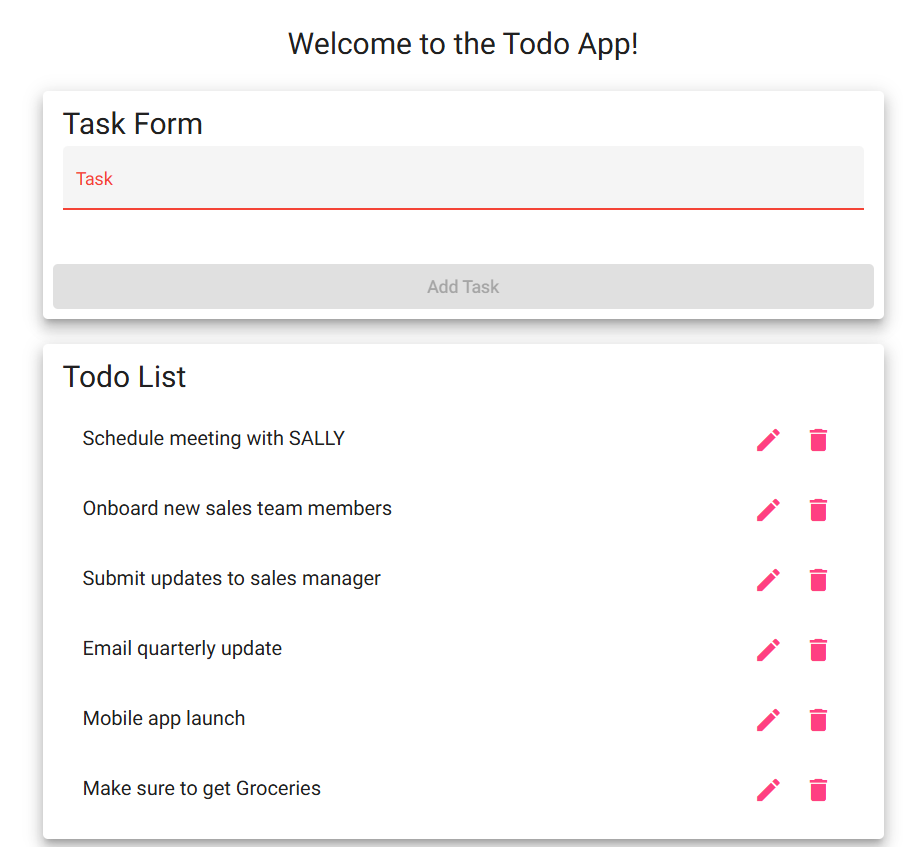 Welcome to the Todo App!
Task Form
Task
Add Task
Todo List
Schedule meeting with SALLY
Onboard new sales team members
Submit updates to sales manager
Email quarterly update
Mobile app launch
Make sure to get Groceries